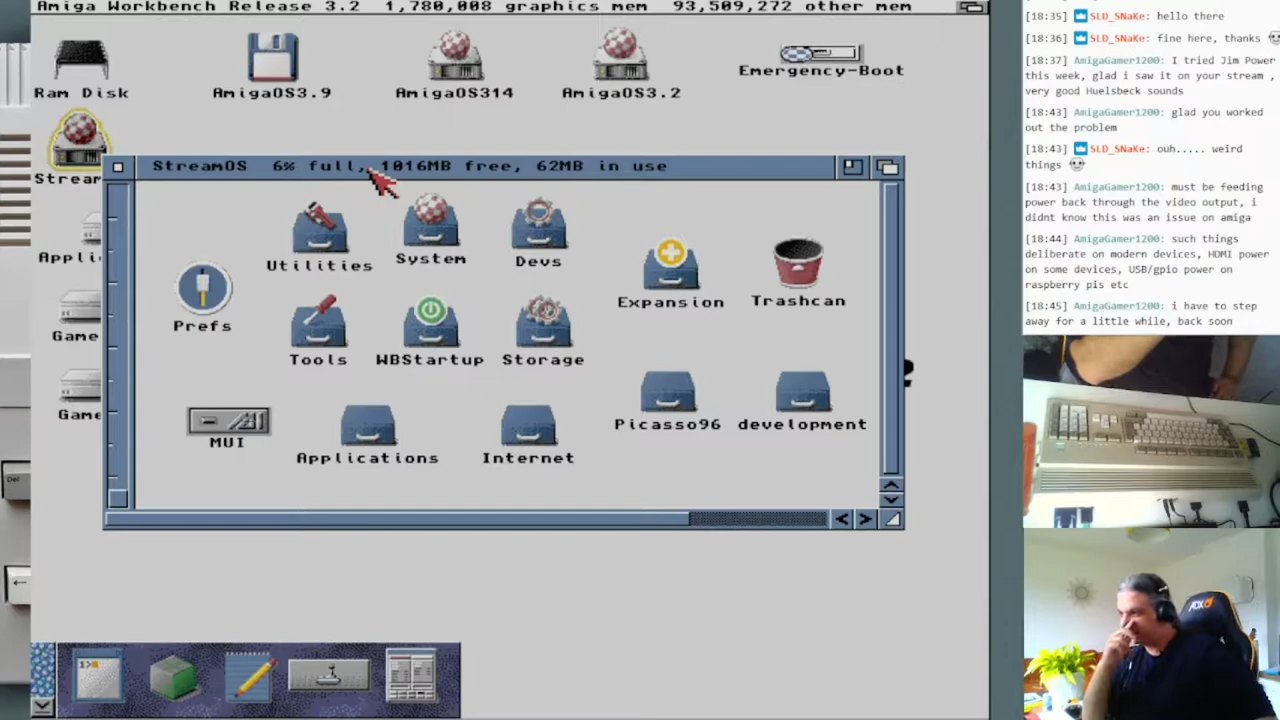 Amiga Workbench Release 3.2 1,780,008 graphics mem 93,509,272 other mem
Ram Disk
AmigaOS3.9
AmigaOS314
AmigaOS3.2
Emergency-Boot
Stream
StreamOS 6% full, 1016MB free, 62MB in use
Appli
Game
Game
Utilities
System
Devs
Expansion
Trashcan
Prefs
Tools
WBStartup
Storage
Picasso96
development
MUI
Applications
Internet
Del
1>
[18:35] SLD_SNaKe: hello there
[18:36] SLD_SNaKe: fine here, thanks
[18:37] AmigaGamer1200: I tried Jim Power
this week, glad i saw it on your stream ,
very good Huelsbeck sounds
[18:43] AmigaGamer1200: glad you worked
out the problem
[18:43] SLD_SNaKe: ouh..... weird
things
[18:43] AmigaGamer1200: must be feeding
power back through the video output, i
didnt know this was an issue on amiga
[18:44] AmigaGamer1200: such things
deliberate on modern devices, HDMI power
on some devices, USB/gpio power on
raspberry pis etc
[18:45] AmigaGamer1200: i have to step
away for a little while, back soon